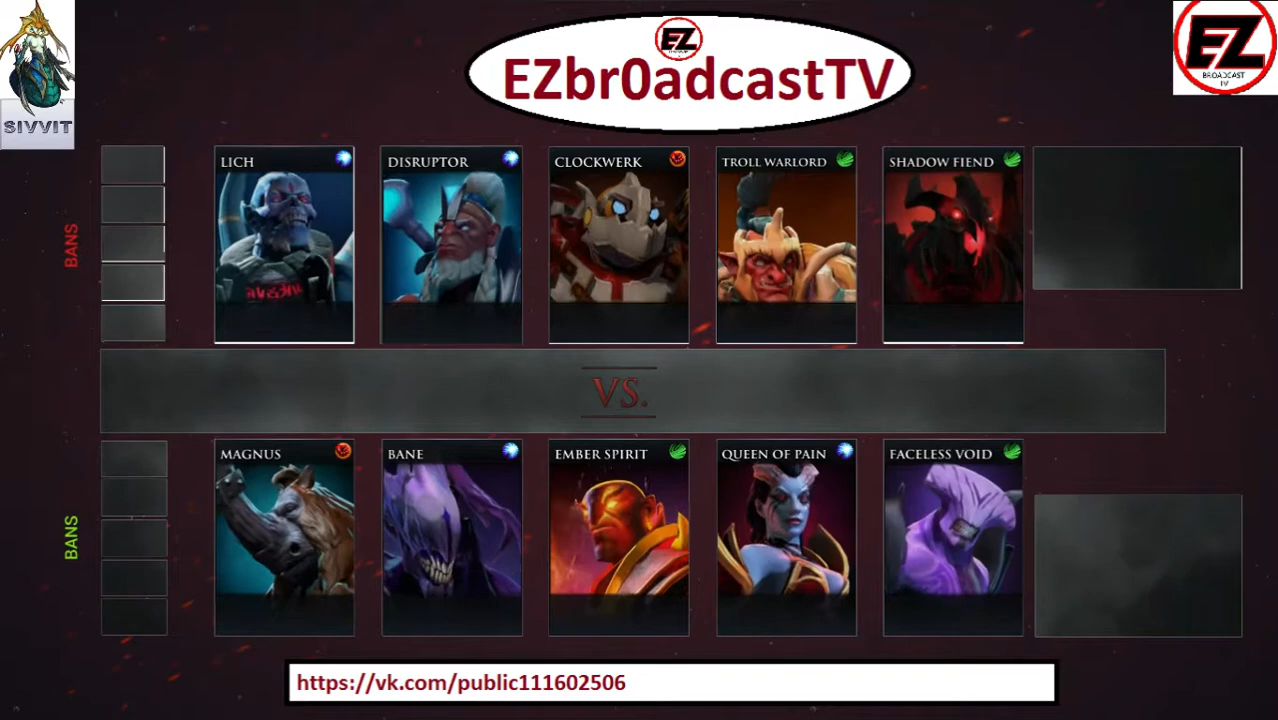 EZ
EZbr0adcastTV
EZ
BROADCAST
TV
SIVVIT
BANS
LICH
DISRUPTOR
CLOCKWERK
TROLL WARLORD
SHADOW FIEND
VS.
BANS
MAGNUS
BANE
EMBER SPIRIT
QUEEN OF PAIN
FACELESS VOID
https://vk.com/public111602506